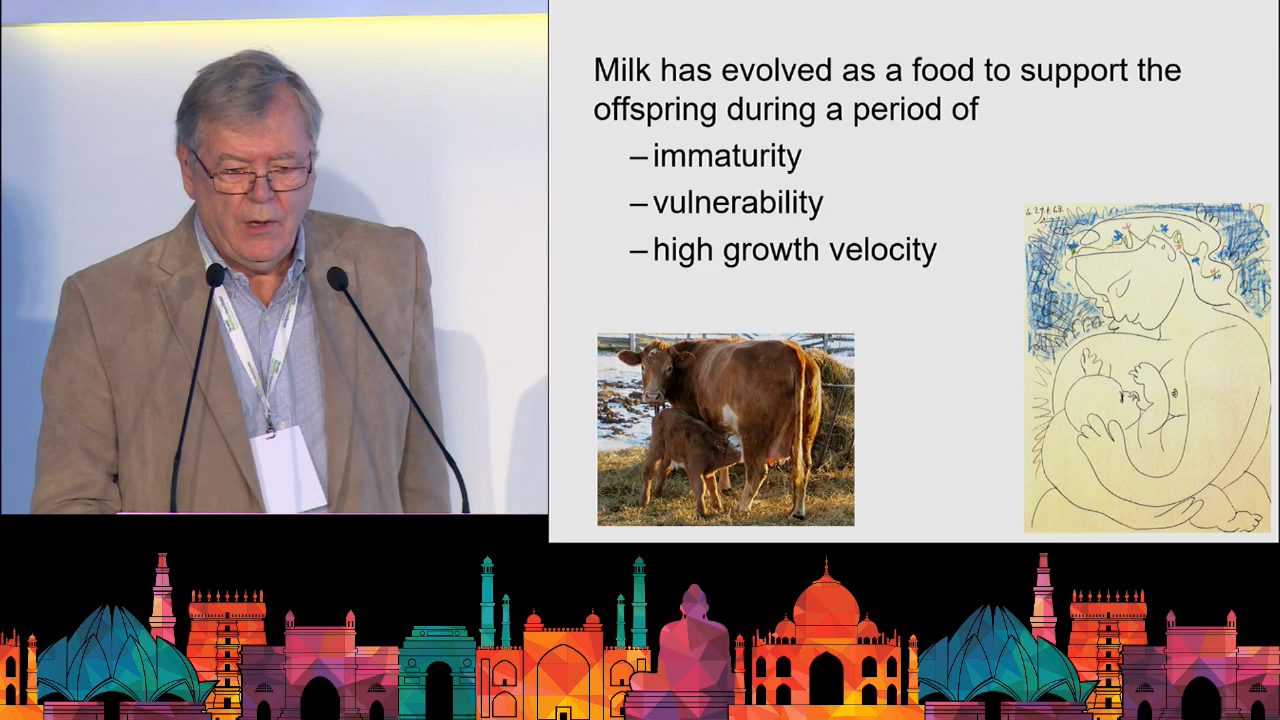 Milk has evolved as a food to support the
offspring during a period of
– immaturity
– vulnerability
– high growth velocity